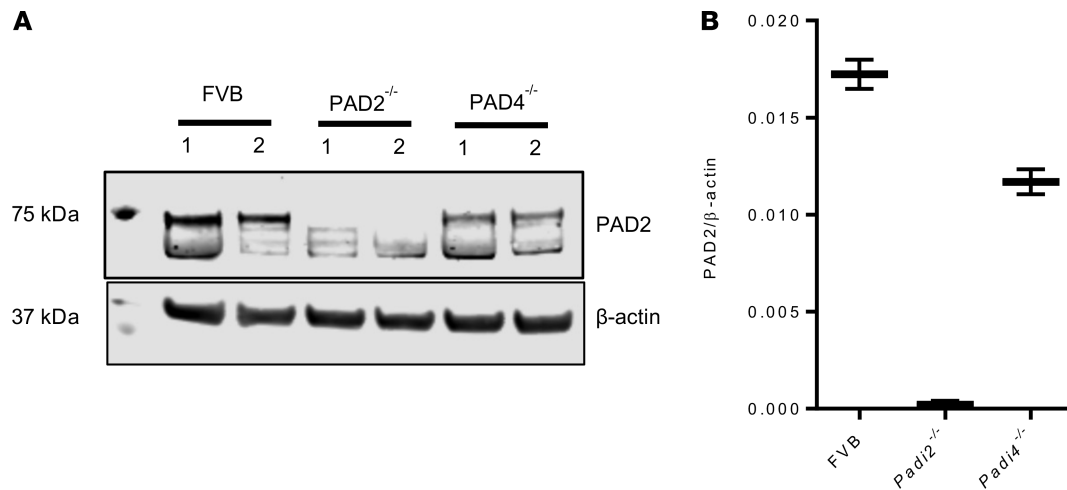 A
FVB
PAD2-/-
PAD4-/-
1 2 1 2 1 2
75 kDa
PAD2
37 kDa
β-actin
B
PAD2/β-actin
0.020
0.015
0.010
0.005
0.000
FVB
Padi2-/-
Padi4-/-